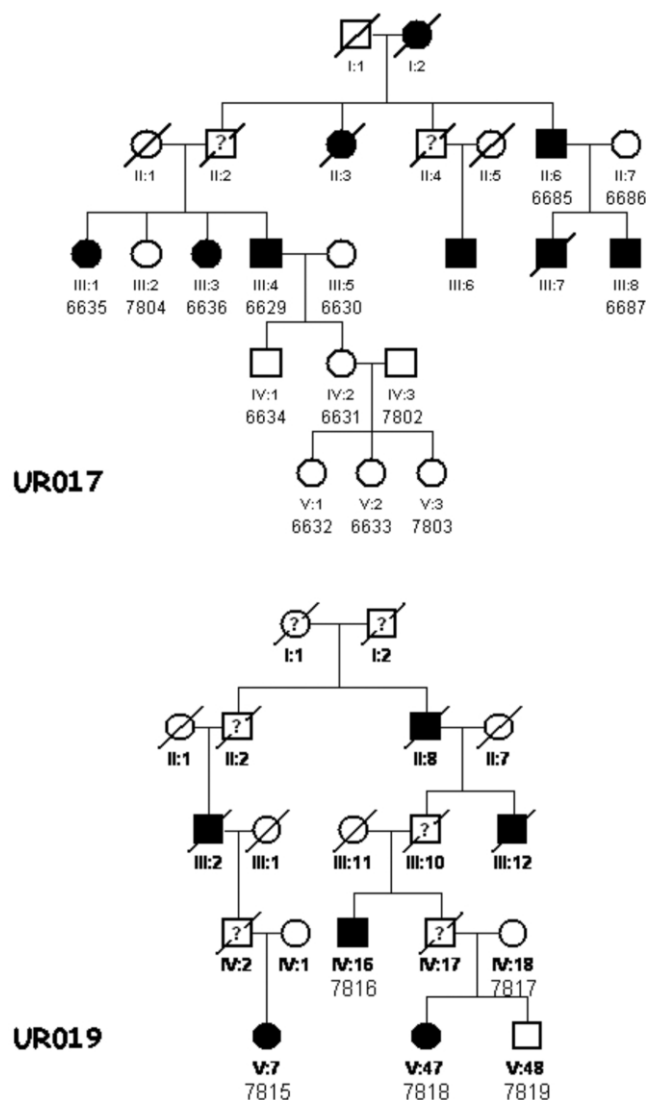 I:1 I:2
? ?
II:1 II:2 II:3 II:4 II:5 II:6 II:7
6685 6686
III:1 III:2 III:3 III:4 III:5 III:6 III:7 III:8
6635 7804 6636 6629 6630 6687
IV:1 IV:2 IV:3
6634 6631 7802
UR017
V:1 V:2 V:3
6632 6633 7803
? ?
I:1 I:2
?
II:1 II:2 II:8 II:7
?
III:2 III:1 III:11 III:10 III:12
? ?
IV:2 IV:1 IV:16 IV:17 IV:18
7816 7817
UR019
V:7 V:47 V:48
7815 7818 7819